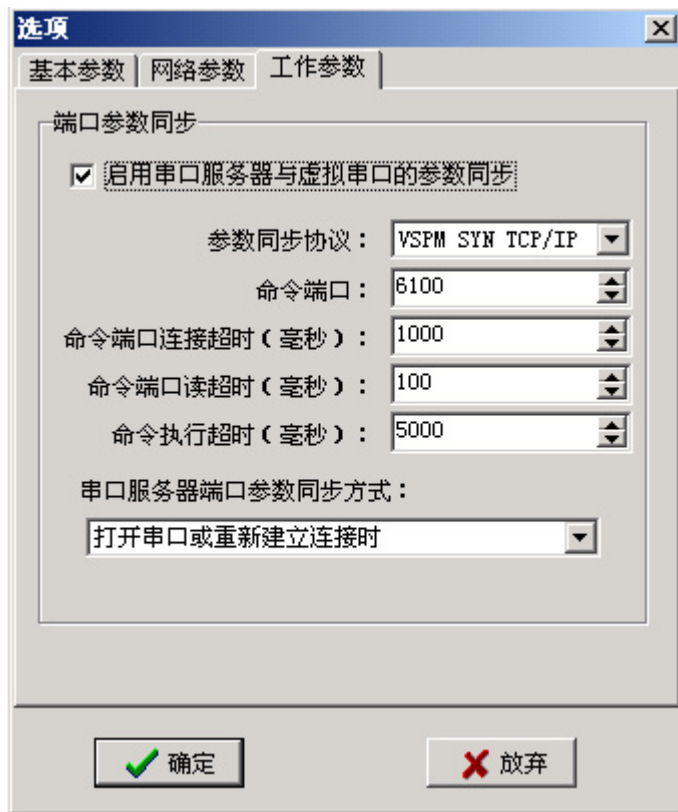 选项
基本参数 网络参数 工作参数
端口参数同步
启用串口服务器与虚拟串口的参数同步
参数同步协议： VSPM SYN TCP/IP
命令端口： 6100
命令端口连接超时（毫秒）： 1000
命令端口读超时（毫秒）： 100
命令执行超时（毫秒）： 5000
串口服务器端口参数同步方式：
打开串口或重新建立连接时
确定 放弃